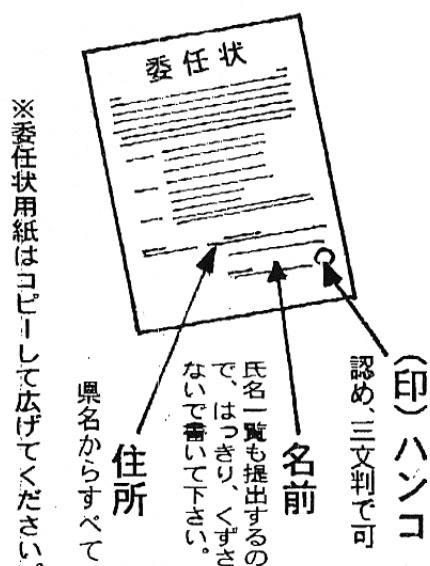 委任状
(印)ハンコ
認め、三文判で可
名前
氏名一覧も提出するの
で、はっきり、くずさ
ないで書いて下さい。
住所
県名からすべて
※委任状用紙はコピーして広げてください。